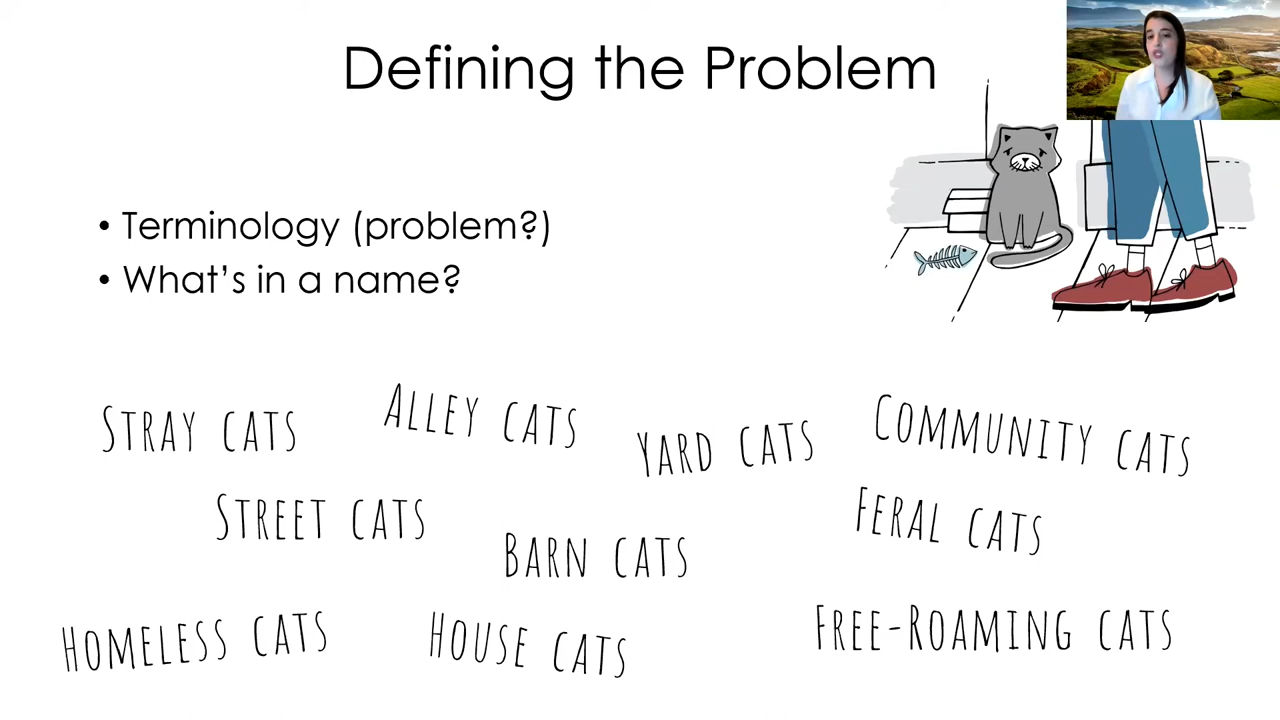 Defining the Problem
• Terminology (problem?)
• What’s in a name?
Stray cats
Alley cats
Yard cats
Community cats
Street cats
Barn cats
Feral cats
Homeless cats
House cats
Free-Roaming cats